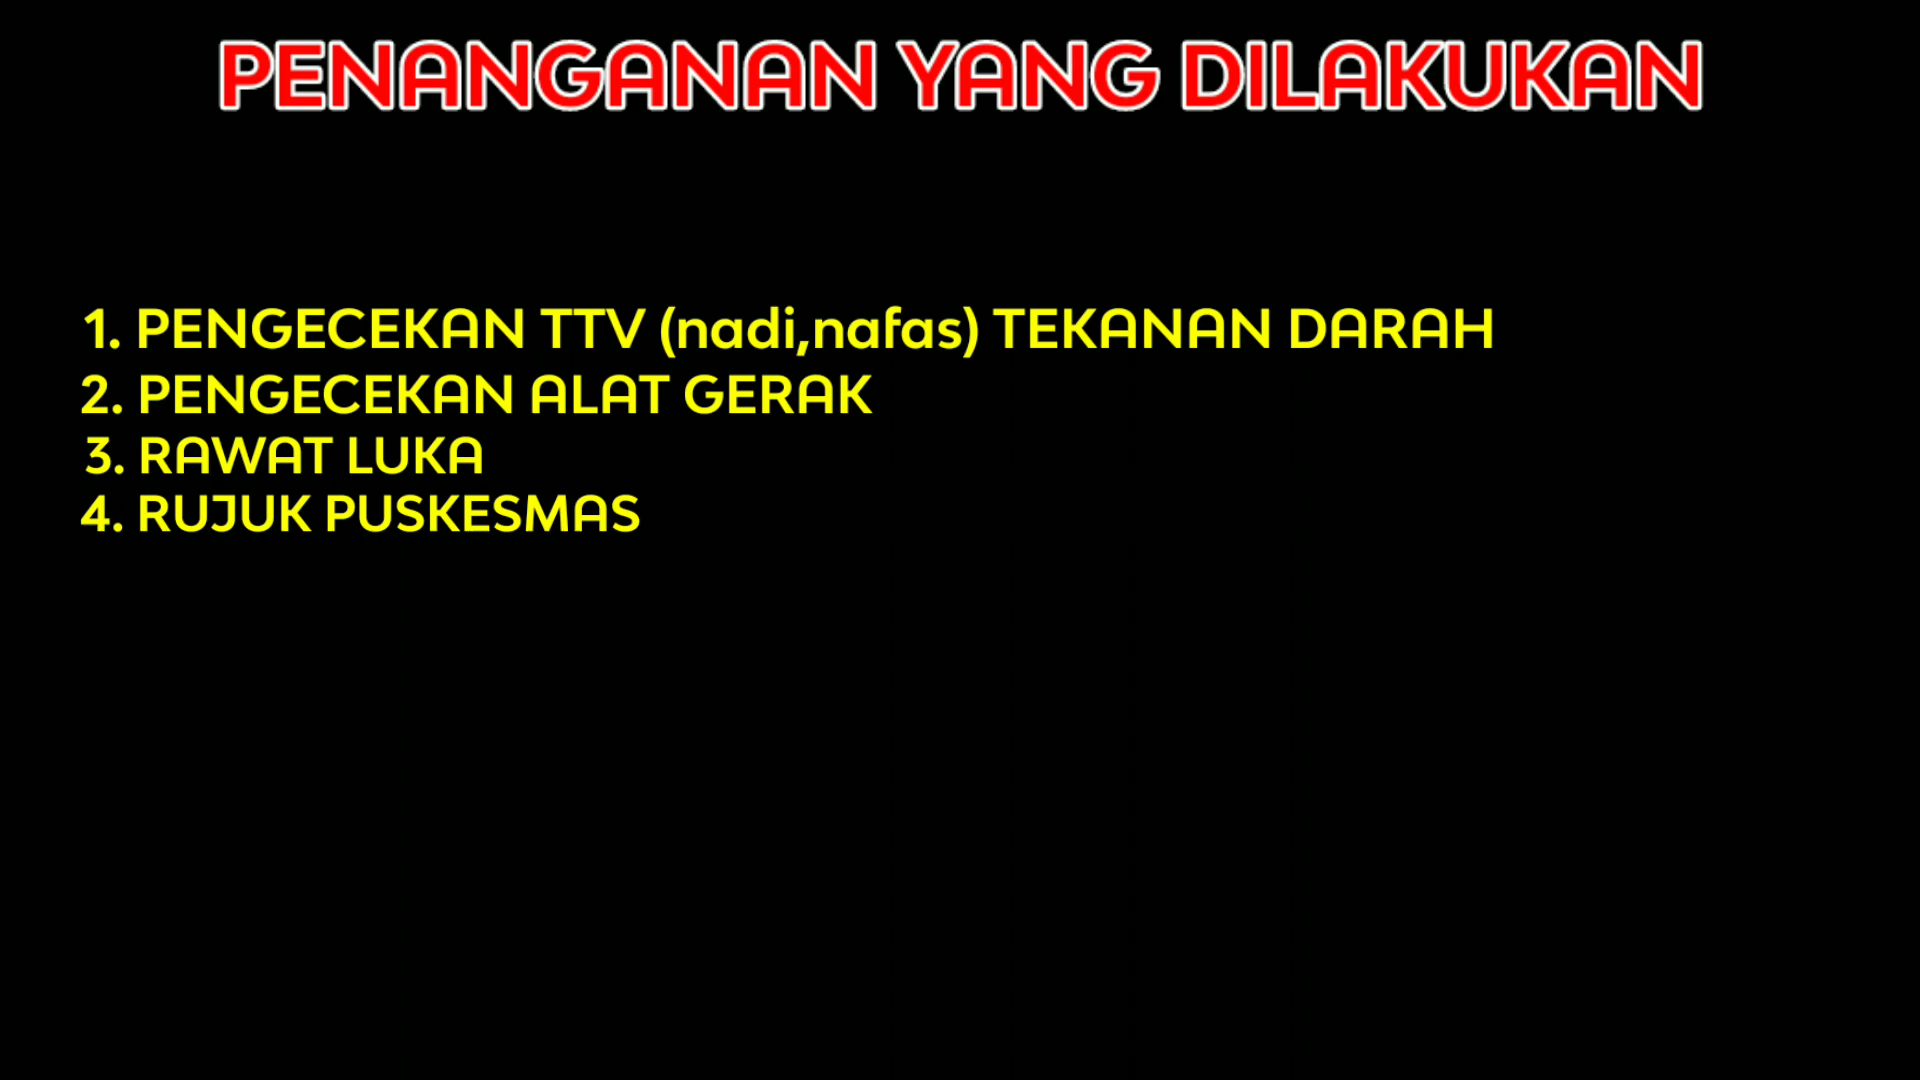 PENANGANAN YANG DILAKUKAN
1. PENGECEKAN TTV (nadi,nafas) TEKANAN DARAH
2. PENGECEKAN ALAT GERAK
3. RAWAT LUKA
4. RUJUK PUSKESMAS